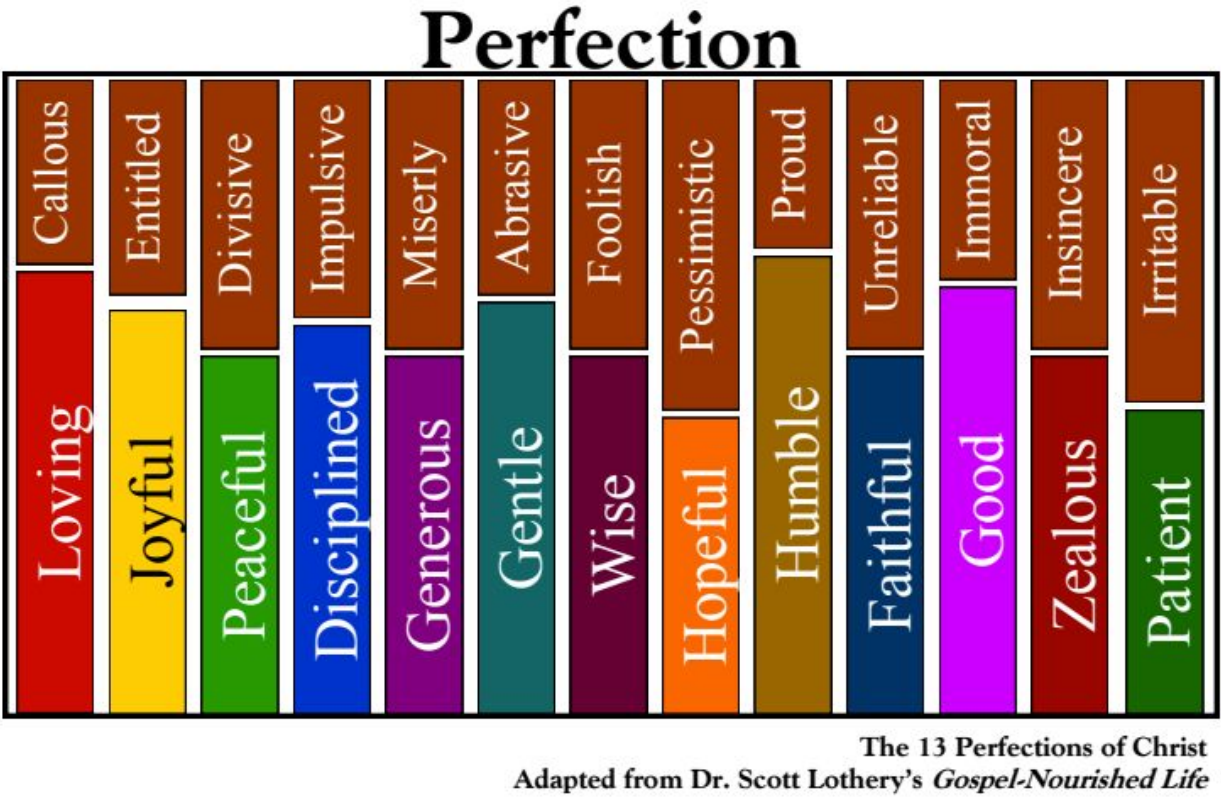 Perfection
Callous
Entitled
Divisive
Impulsive
Miserly
Abrasive
Foolish
Pessimistic
Proud
Unreliable
Immoral
Insincere
Irritable
Loving
Joyful
Peaceful
Disciplined
Generous
Gentle
Wise
Hopeful
Humble
Faithful
Good
Zealous
Patient
The 13 Perfections of Christ
Adapted from Dr. Scott Lothery's Gospel-Nourished Life